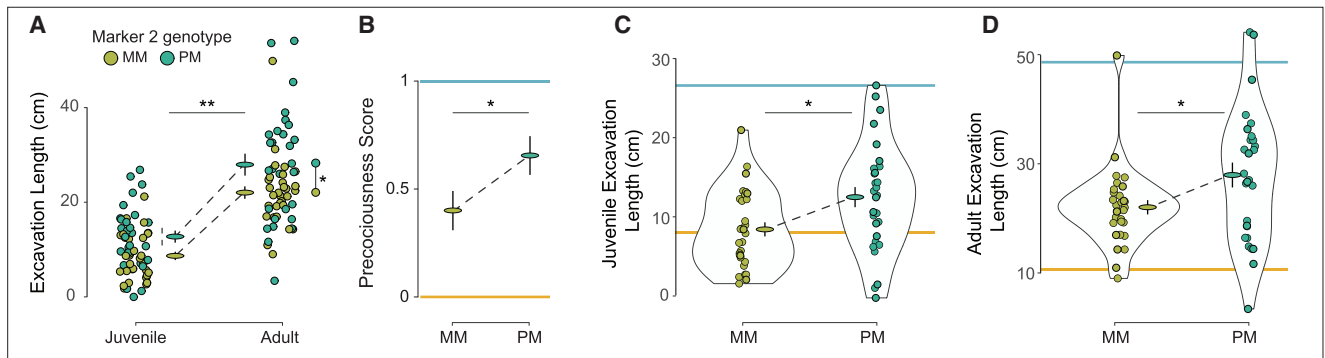 A
Marker 2 genotype
MM PM
Excavation Length (cm)
40
20
0
**
*
Juvenile Adult
B
Precociousness Score
1
0.5
0
*
MM PM
C
Juvenile Excavation
Length (cm)
30
20
10
0
*
MM PM
D
Adult Excavation
Length (cm)
50
30
10
*
MM PM